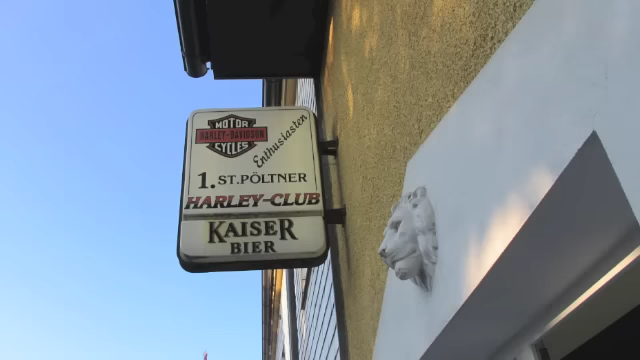 MOTOR
HARLEY-DAVIDSON
CYCLES
Enthusiasten
1. ST. PÖLTNER
HARLEY-CLUB
KAISER
BIER